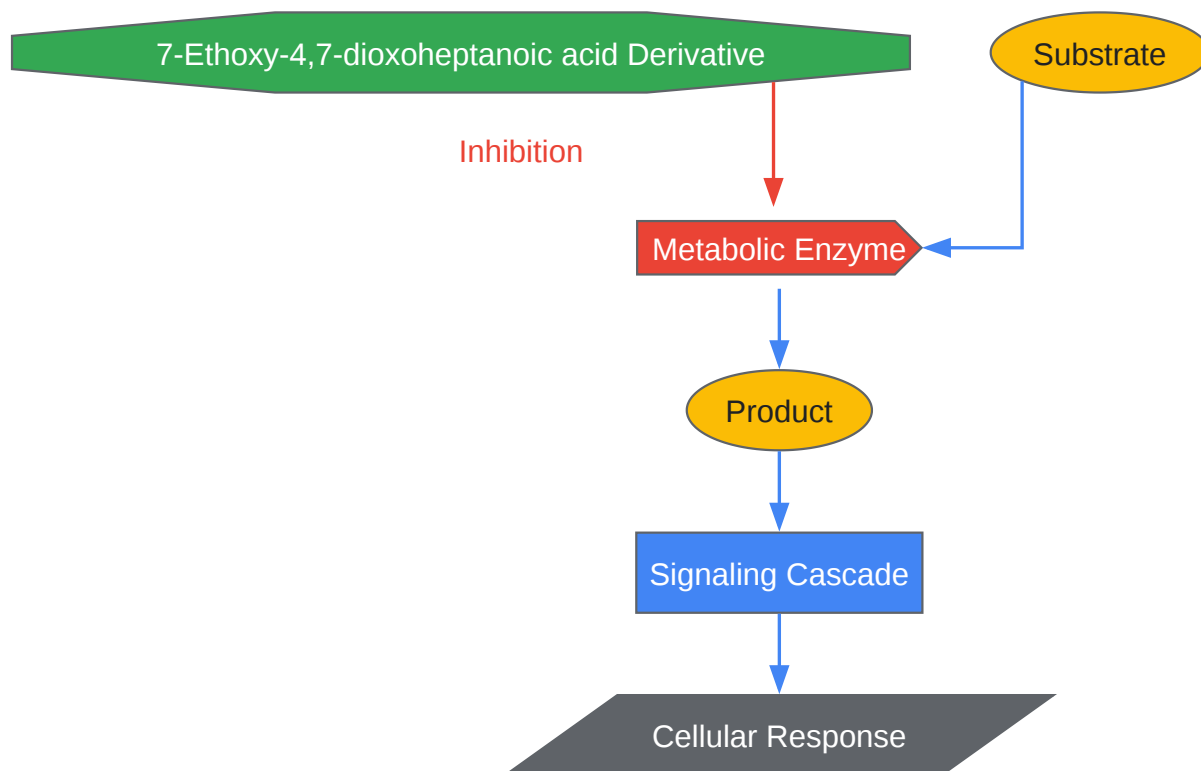 7-Ethoxy-4,7-dioxoheptanoic acid Derivative
Substrate
Inhibition
Metabolic Enzyme
Product
Signaling Cascade
Cellular Response